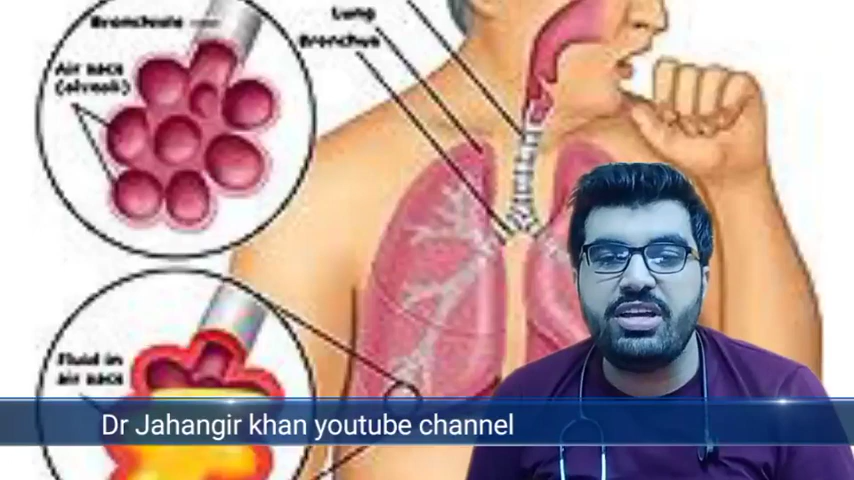 Bronchiole
Lung
Bronchus
Air sacs
(alveoli)
Fluid in
air sacs
Dr Jahangir khan youtube channel